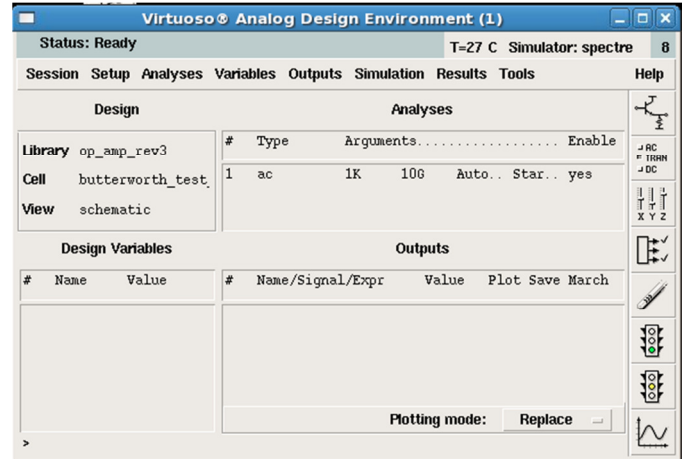 Virtuoso® Analog Design Environment (1)
Status: Ready
T=27 C Simulator: spectre 8
Session Setup Analyses Variables Outputs Simulation Results Tools Help
Design
Library op_amp_rev3
Cell butterworth_test_
View schematic
Analyses
# Type Arguments.................. Enable
1 ac 1K 10G Auto.. Star.. yes
Design Variables
# Name Value
Outputs
# Name/Signal/Expr Value Plot Save March
Plotting mode: Replace
>
AC
TRAN
DC
X Y Z